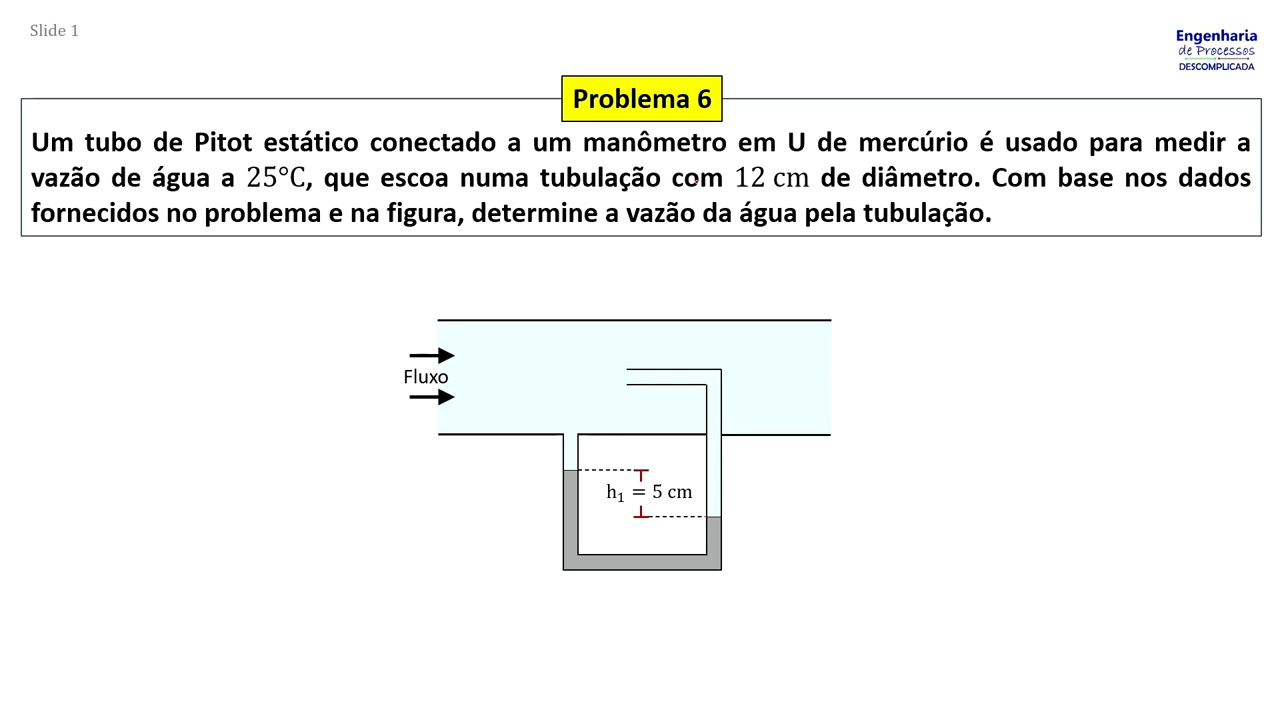 Slide 1
Engenharia
de Processos
DESCOMPLICADA
Problema 6
Um tubo de Pitot estático conectado a um manômetro em U de mercúrio é usado para medir a
vazão de água a 25°C, que escoa numa tubulação com 12 cm de diâmetro. Com base nos dados
fornecidos no problema e na figura, determine a vazão da água pela tubulação.
Fluxo
h₁ = 5 cm